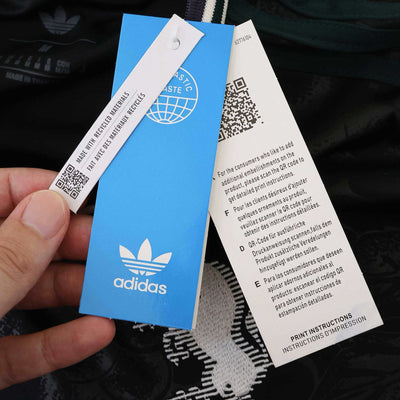 MADE WITH RECYCLED MATERIALS
FAIT AVEC DES MATÉRIAUX RECYCLÉS
adidas
For the consumers who like to add
additional embellishments on the
product, please scan the QR code to
get detailed print instructions.
F Pour les clients désireux d'ajouter
quelques ornements au produit,
veuillez scanner le QR code pour
obtenir des instructions détaillées.
D QR-Code für ausführliche
Druckanweisung scannen, falls dem
Produkt zusätzliche Veredelungen
hinzugefügt werden sollen.
E Para los consumidores que deseen
aplicar adornos adicionales al
producto: escanear el código QR
para obtener instrucciones de
estampación detalladas.
PRINT INSTRUCTIONS
INSTRUCTIONS D'IMPRESSION